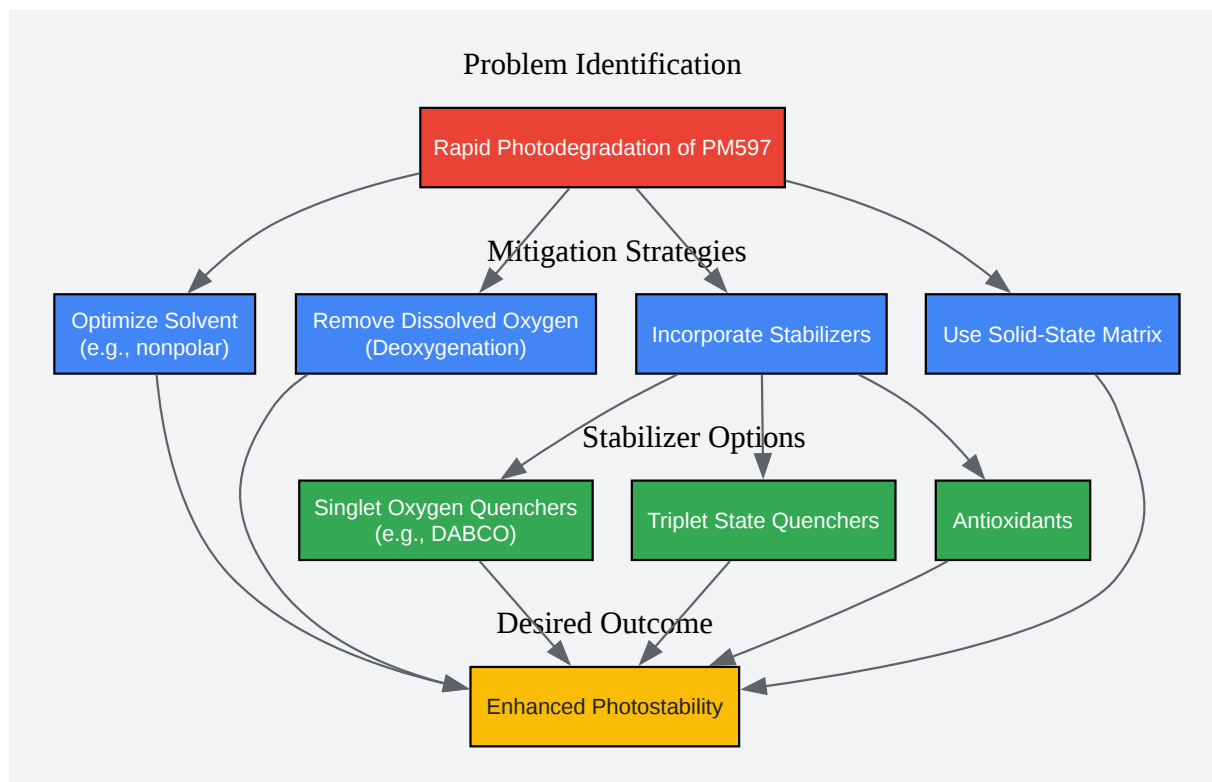 Problem Identification
Rapid Photodegradation of PM597
Mitigation Strategies
Optimize Solvent
(e.g., nonpolar)
Remove Dissolved Oxygen
(Deoxygenation)
Incorporate Stabilizers
Use Solid-State Matrix
Stabilizer Options
Singlet Oxygen Quenchers
(e.g., DABCO)
Triplet State Quenchers
Antioxidants
Desired Outcome
Enhanced Photostability